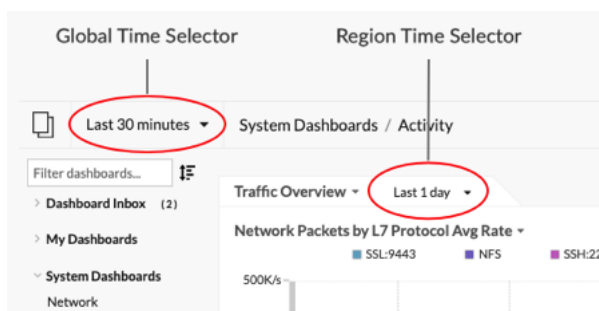 Global Time Selector
Region Time Selector
Last 30 minutes
System Dashboards / Activity
Filter dashboards...
Traffic Overview
Last 1 day
Dashboard Inbox (2)
Network Packets by L7 Protocol Avg Rate
My Dashboards
SSL:9443
NFS
SSH:22
System Dashboards
500K/s
Network